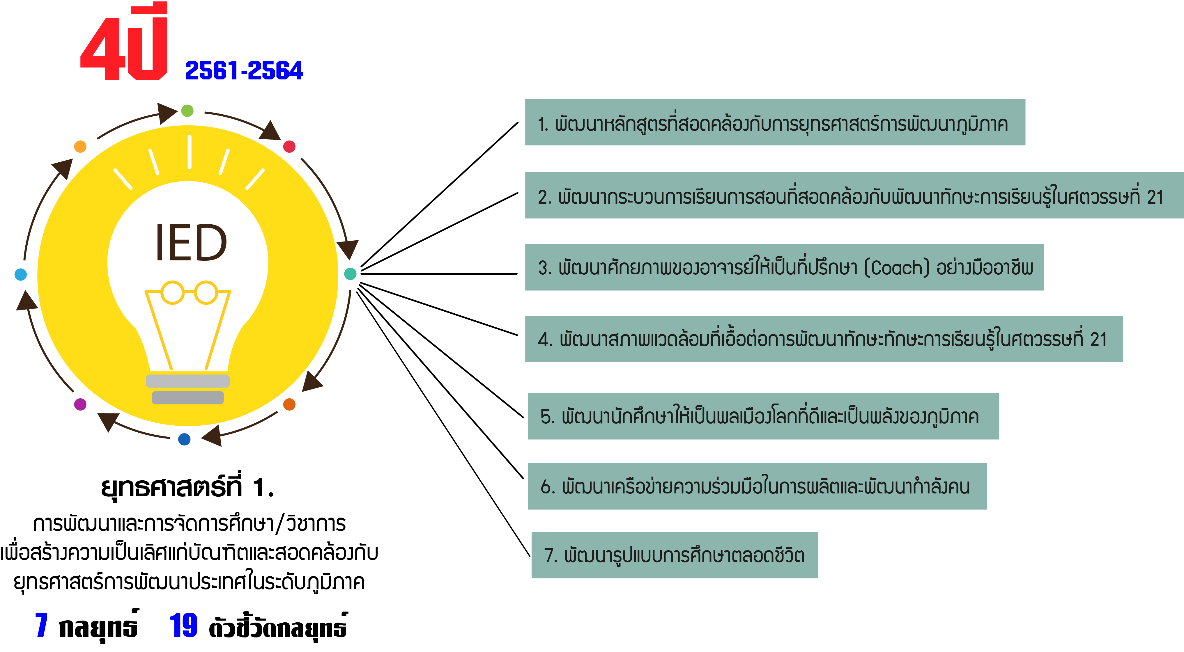 4ปี 2561-2564
IED
ยุทธศาสตร์ที่ 1.
การพัฒนาและการจัดการศึกษา/วิชาการ
เพื่อสร้างความเป็นเลิศแก่บัณฑิตและสอดคล้องกับ
ยุทธศาสตร์การพัฒนาประเทศในระดับภูมิภาค
7 กลยุทธ์ 19 ตัวชี้วัดกลยุทธ์
1. พัฒนาหลักสูตรที่สอดคล้องกับการยุทธศาสตร์การพัฒนาภูมิภาค
2. พัฒนากระบวนการเรียนการสอนที่สอดคล้องกับพัฒนาทักษะการเรียนรู้ในศตวรรษที่ 21
3. พัฒนาศักยภาพของอาจารย์ให้เป็นที่ปรึกษา (Coach) อย่างมืออาชีพ
4. พัฒนาสภาพแวดล้อมที่เอื้อต่อการพัฒนาทักษะทักษะการเรียนรู้ในศตวรรษที่ 21
5. พัฒนานักศึกษาให้เป็นพลเมืองโลกที่ดีและเป็นพลังของภูมิภาค
6. พัฒนาเครือข่ายความร่วมมือในการผลิตและพัฒนากำลังคน
7. พัฒนารูปแบบการศึกษาตลอดชีวิต